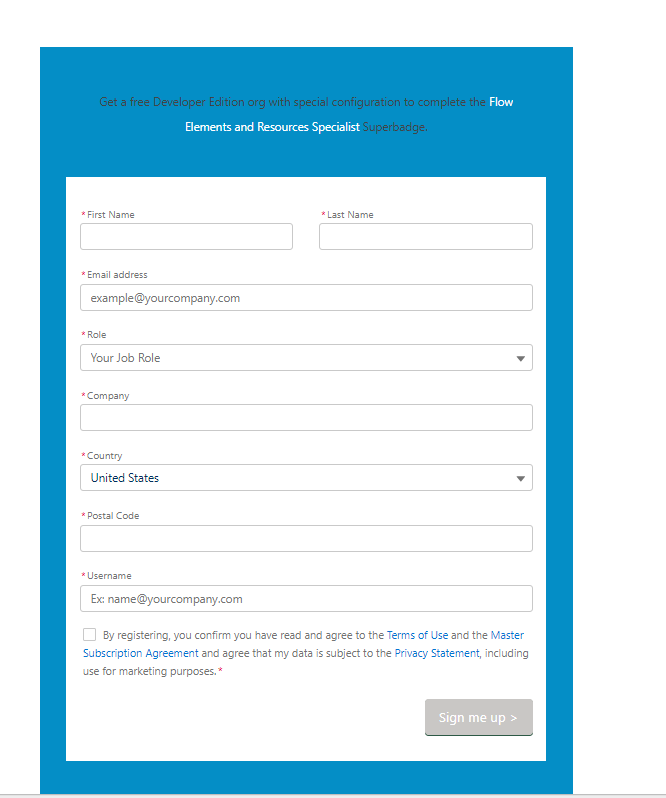 Get a free Developer Edition org with special configuration to complete the Flow
Elements and Resources Specialist Superbadge.
*First Name
*Last Name
*Email address
example@yourcompany.com
*Role
Your Job Role
*Company
*Country
United States
*Postal Code
*Username
Ex: name@yourcompany.com
By registering, you confirm you have read and agree to the Terms of Use and the Master
Subscription Agreement and agree that my data is subject to the Privacy Statement, including
use for marketing purposes.*
Sign me up >